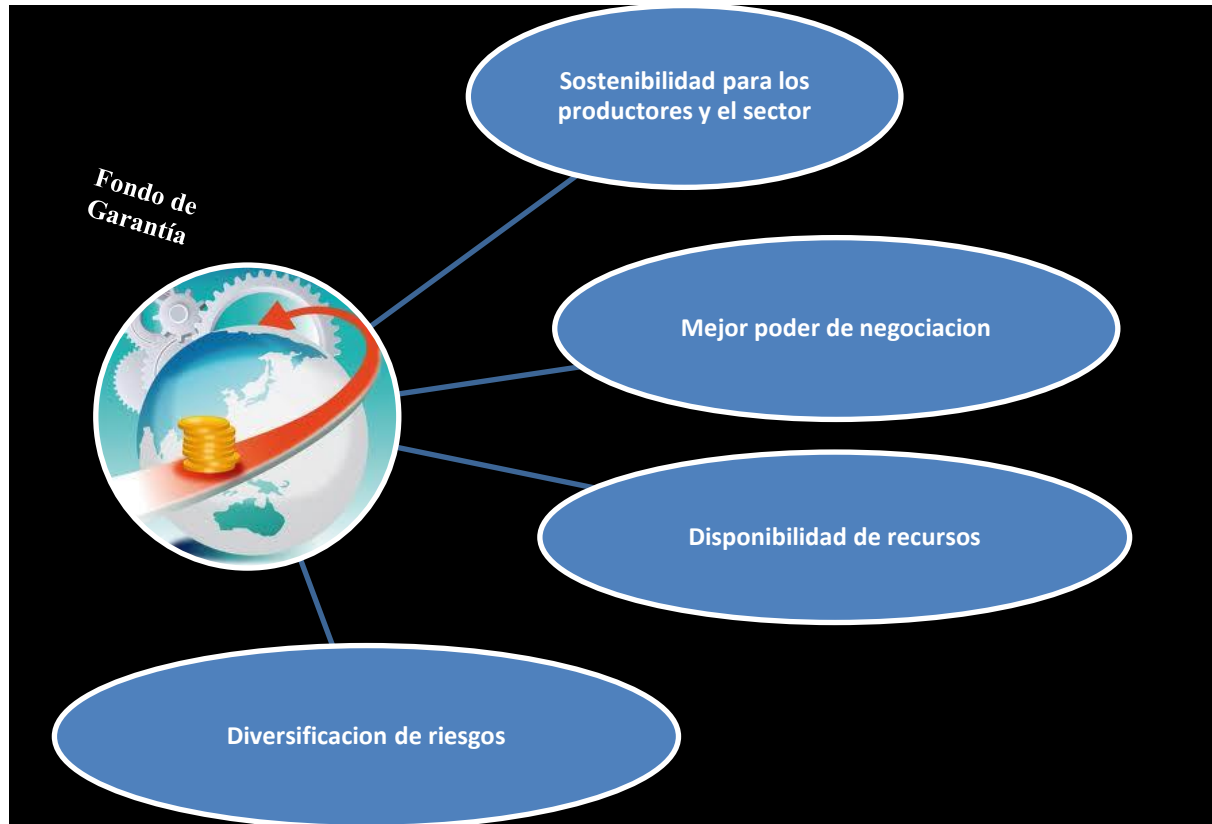 Sostenibilidad para los
productores y el sector
Fondo de
Garantía
Mejor poder de negociacion
Disponibilidad de recursos
Diversificacion de riesgos